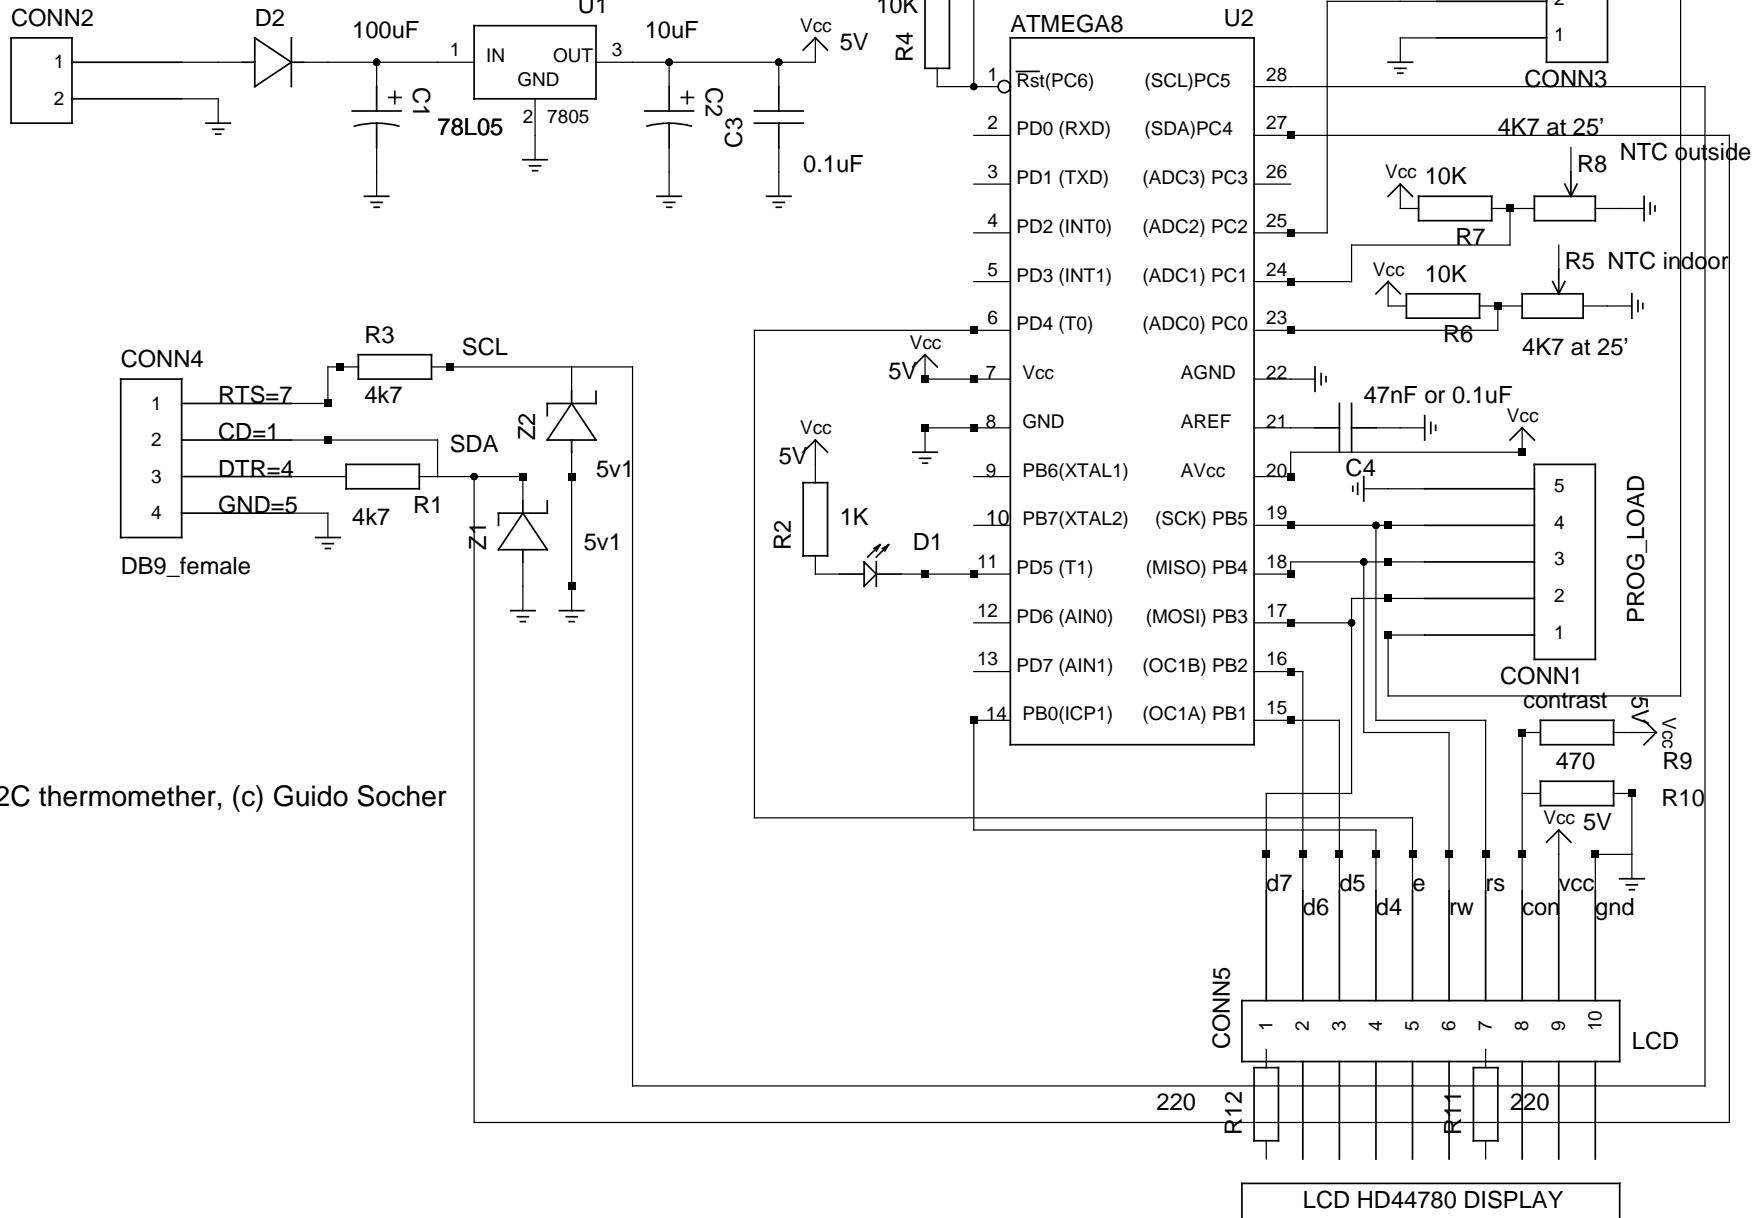 CONN2
D2
U1
100uF
1
IN
OUT
3
GND
2
7805
78L05
10uF
Vcc
5V
1
2
+
C1
+
C2
C3
0.1uF
10K
R4
ATMEGA8
U2
1
Rst(PC6)
(SCL)PC5
28
2
PD0 (RXD)
(SDA)PC4
27
3
PD1 (TXD)
(ADC3) PC3
26
4
PD2 (INT0)
(ADC2) PC2
25
5
PD3 (INT1)
(ADC1) PC1
24
6
PD4 (T0)
(ADC0) PC0
23
7
Vcc
AGND
22
8
GND
AREF
21
9
PB6(XTAL1)
AVcc
20
10
PB7(XTAL2)
(SCK) PB5
19
11
PD5 (T1)
(MISO) PB4
18
12
PD6 (AIN0)
(MOSI) PB3
17
13
PD7 (AIN1)
(OC1B) PB2
16
14
PB0(ICP1)
(OC1A) PB1
15
2
1
CONN3
4K7 at 25'
R8
NTC outside
Vcc
10K
R7
R5
NTC indoor
Vcc
10K
R6
4K7 at 25'
47nF or 0.1uF
Vcc
C4
5
4
3
2
1
PROG_LOAD
CONN1
contrast
5V
Vcc
470
R9
R10
Vcc
5V
Vcc
5V
Vcc
5V
R2
1K
D1
CONN4
R3
SCL
RTS=7
4k7
1
CD=1
2
SDA
Z2
5v1
DTR=4
3
GND=5
4
4k7
R1
Z1
5v1
DB9_female
2C thermomether, (c) Guido Socher
d7
d6
d5
d4
e
rw
rs
con
vcc
gnd
CONN5
1
2
3
4
5
6
7
8
9
10
LCD
220
R12
R11
220
LCD HD44780 DISPLAY